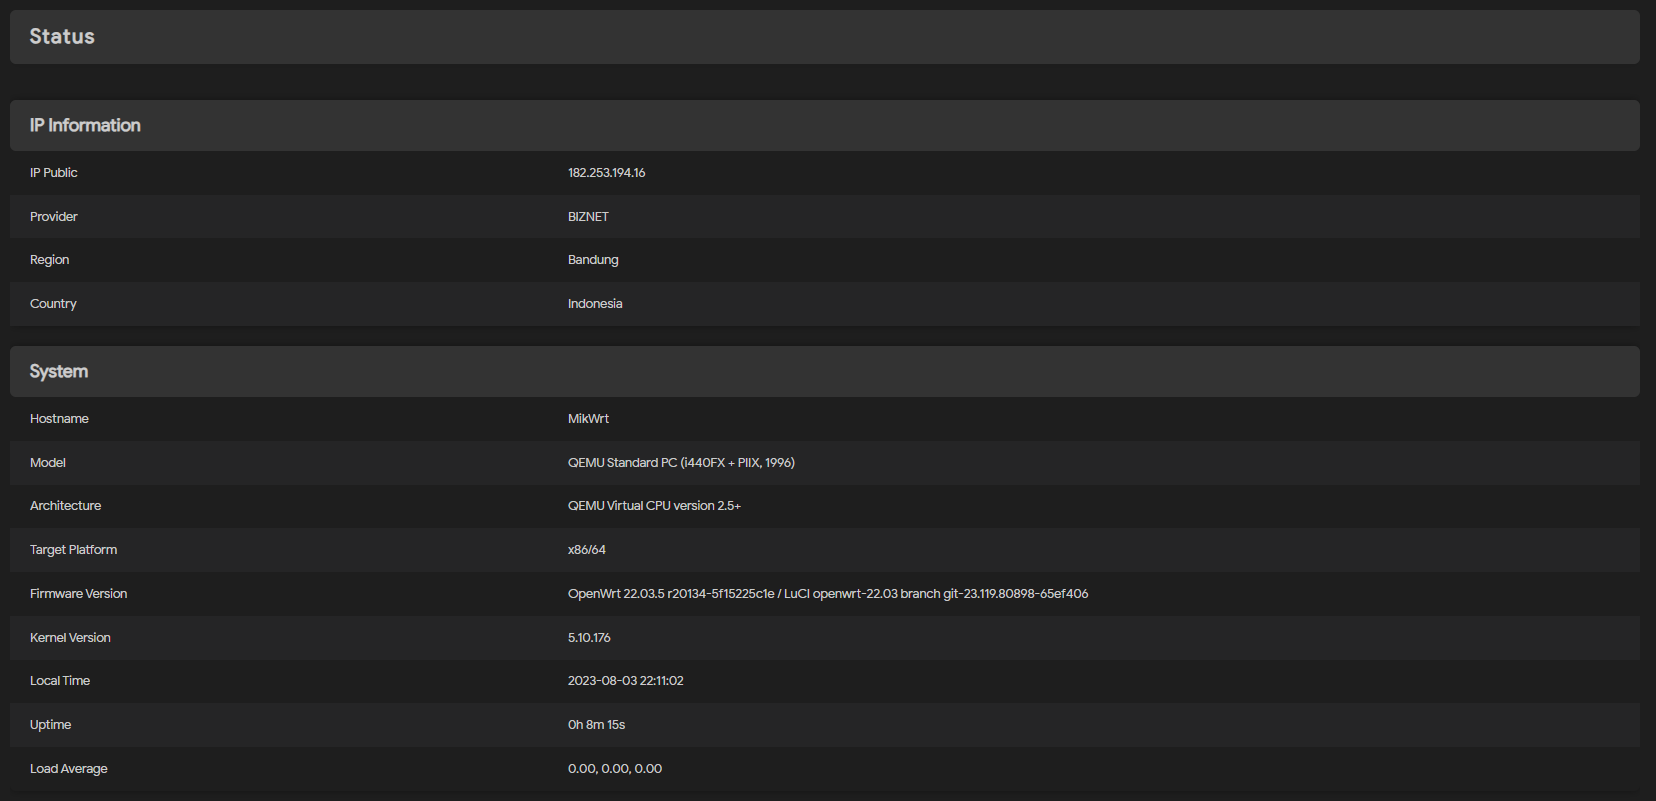 Status
IP Information
IP Public 182.253.194.16
Provider BIZNET
Region Bandung
Country Indonesia
System
Hostname MikWrt
Model QEMU Standard PC (i440FX + PIIX, 1996)
Architecture QEMU Virtual CPU version 2.5+
Target Platform x86/64
Firmware Version OpenWrt 22.03.5 r20134-5f15225c1e / LuCI openwrt-22.03 branch git-23.119.80898-65ef406
Kernel Version 5.10.176
Local Time 2023-08-03 22:11:02
Uptime 0h 8m 15s
Load Average 0.00, 0.00, 0.00